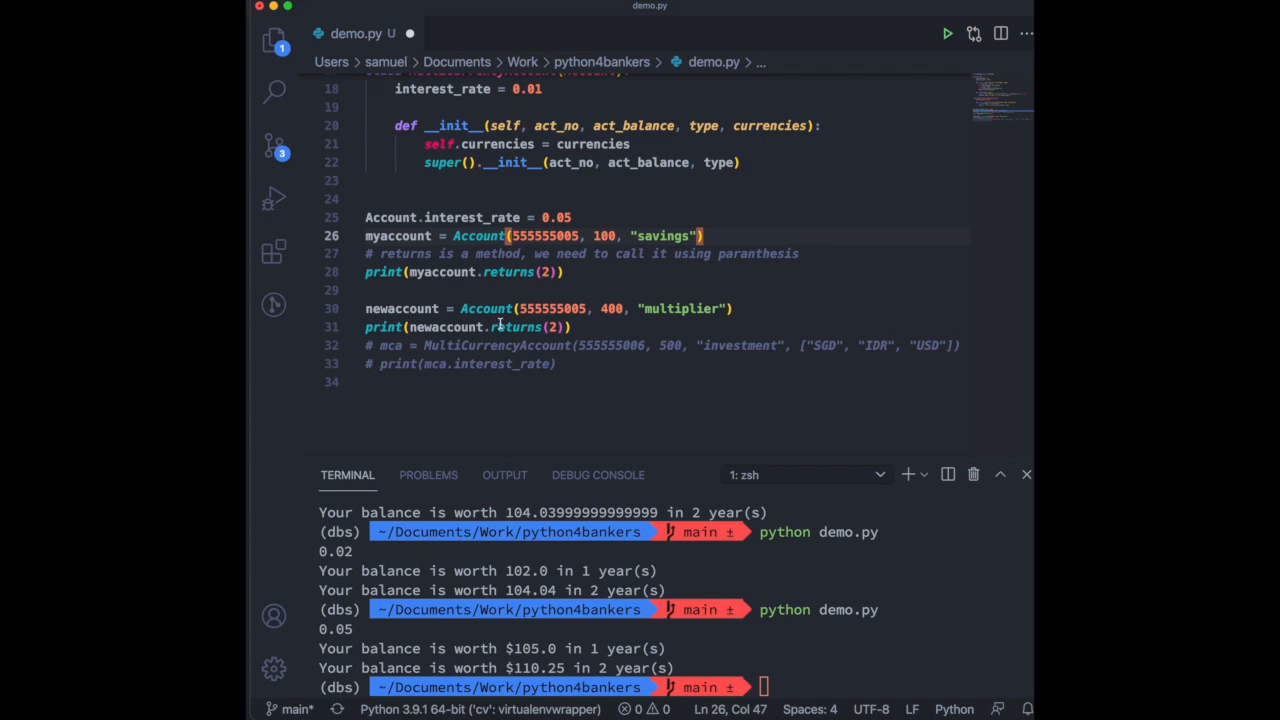 demo.py
demo.py U
Users > samuel > Documents > Work > python4bankers > demo.py > ...
18 interest_rate = 0.01
19
20 def __init__(self, act_no, act_balance, type, currencies):
21 self.currencies = currencies
22 super().__init__(act_no, act_balance, type)
23
24
25 Account.interest_rate = 0.05
26 myaccount = Account(555555005, 100, "savings")
27 # returns is a method, we need to call it using paranthesis
28 print(myaccount.returns(2))
29
30 newaccount = Account(555555005, 400, "multiplier")
31 print(newaccount.returns(2))
32 # mca = MultiCurrencyAccount(555555006, 500, "investment", ["SGD", "IDR", "USD"])
33 # print(mca.interest_rate)
34
1
3
TERMINAL PROBLEMS OUTPUT DEBUG CONSOLE 1: zsh
Your balance is worth 104.03999999999999 in 2 year(s)
(dbs) ~/Documents/Work/python4bankers main ± python demo.py
0.02
Your balance is worth 102.0 in 1 year(s)
Your balance is worth 104.04 in 2 year(s)
(dbs) ~/Documents/Work/python4bankers main ± python demo.py
0.05
Your balance is worth $105.0 in 1 year(s)
Your balance is worth $110.25 in 2 year(s)
(dbs) ~/Documents/Work/python4bankers main ±
main* Python 3.9.1 64-bit ('cv': virtualenvwrapper) 0 0 Ln 26, Col 47 Spaces: 4 UTF-8 LF Python